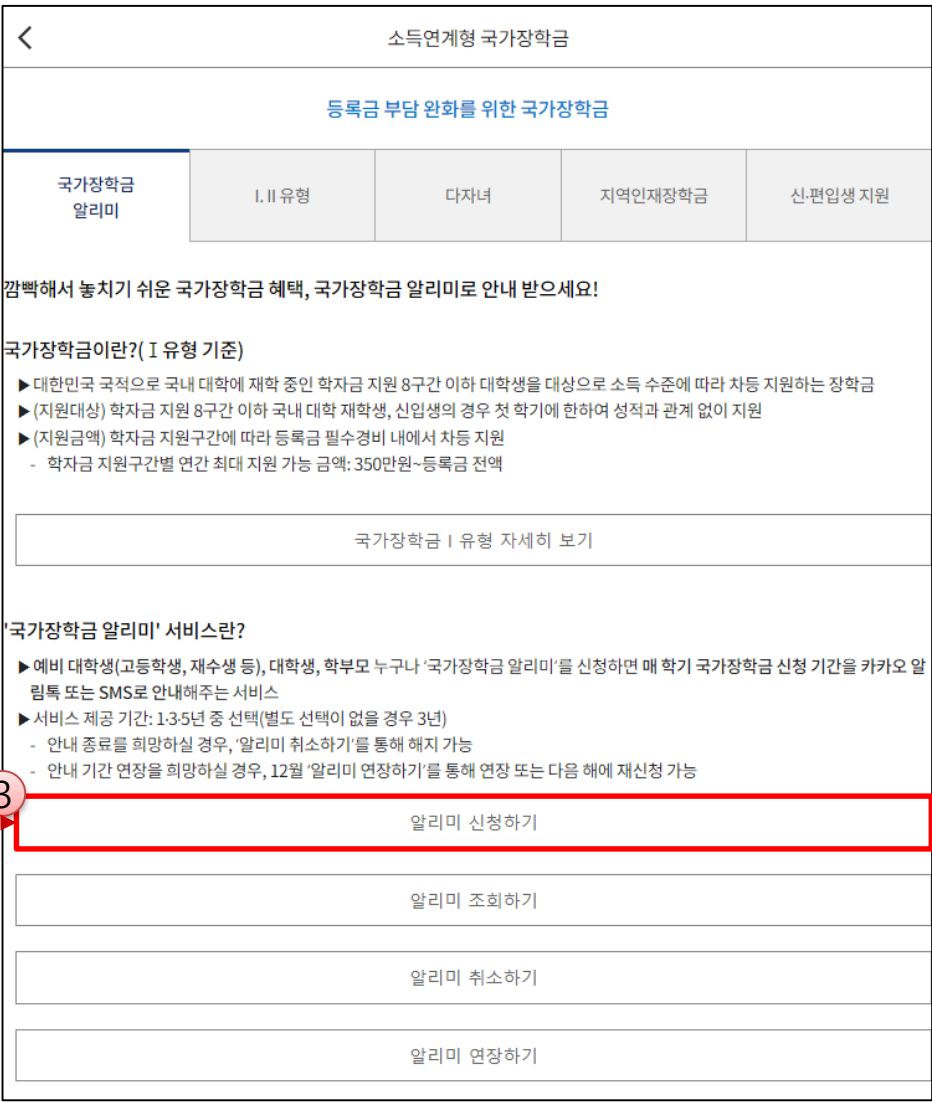 소득연계형 국가장학금
등록금 부담 완화를 위한 국가장학금
국가장학금
알리미
I. II 유형
다자녀
지역인재장학금
신·편입생 지원
깜빡해서 놓치기 쉬운 국가장학금 혜택, 국가장학금 알리미로 안내 받으세요!
국가장학금이란?( I 유형 기준)
▶ 대한민국 국적으로 국내 대학에 재학 중인 학자금 지원 8구간 이하 대학생을 대상으로 소득 수준에 따라 차등 지원하는 장학금
▶ (지원대상) 학자금 지원 8구간 이하 국내 대학 재학생, 신입생의 경우 첫 학기에 한하여 성적과 관계 없이 지원
▶ (지원금액) 학자금 지원구간에 따라 등록금 필수경비 내에서 차등 지원
- 학자금 지원구간별 연간 최대 지원 가능 금액: 350만원~등록금 전액
국가장학금 I 유형 자세히 보기
'국가장학금 알리미' 서비스란?
▶ 예비 대학생(고등학생, 재수생 등), 대학생, 학부모 누구나 '국가장학금 알리미'를 신청하면 매 학기 국가장학금 신청 기간을 카카오 알
림톡 또는 SMS로 안내해주는 서비스
▶ 서비스 제공 기간: 1·3·5년 중 선택(별도 선택이 없을 경우 3년)
- 안내 종료를 희망하실 경우, '알리미 취소하기'를 통해 해지 가능
- 안내 기간 연장을 희망하실 경우, 12월 '알리미 연장하기'를 통해 연장 또는 다음 해에 재신청 가능
3
알리미 신청하기
알리미 조회하기
알리미 취소하기
알리미 연장하기